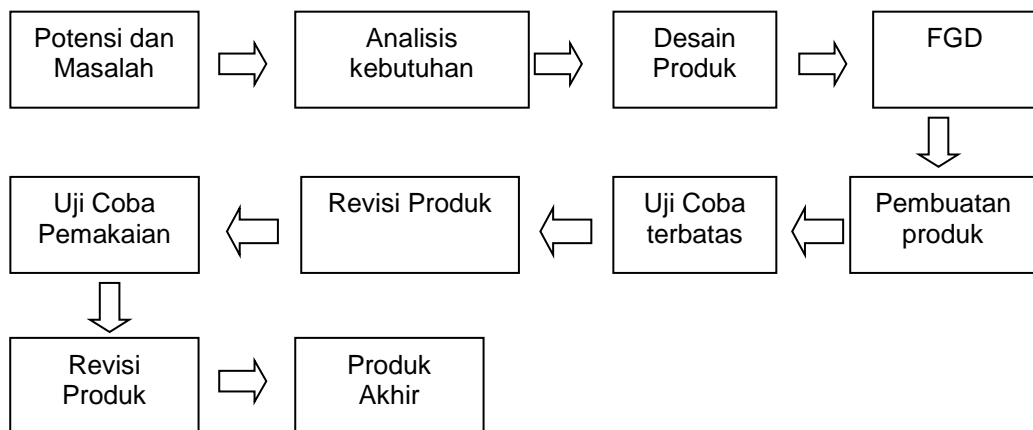 Potensi dan
Masalah
Analisis
kebutuhan
Desain
Produk
FGD
Pembuatan
produk
Uji Coba
terbatas
Revisi Produk
Uji Coba
Pemakaian
Revisi
Produk
Produk
Akhir